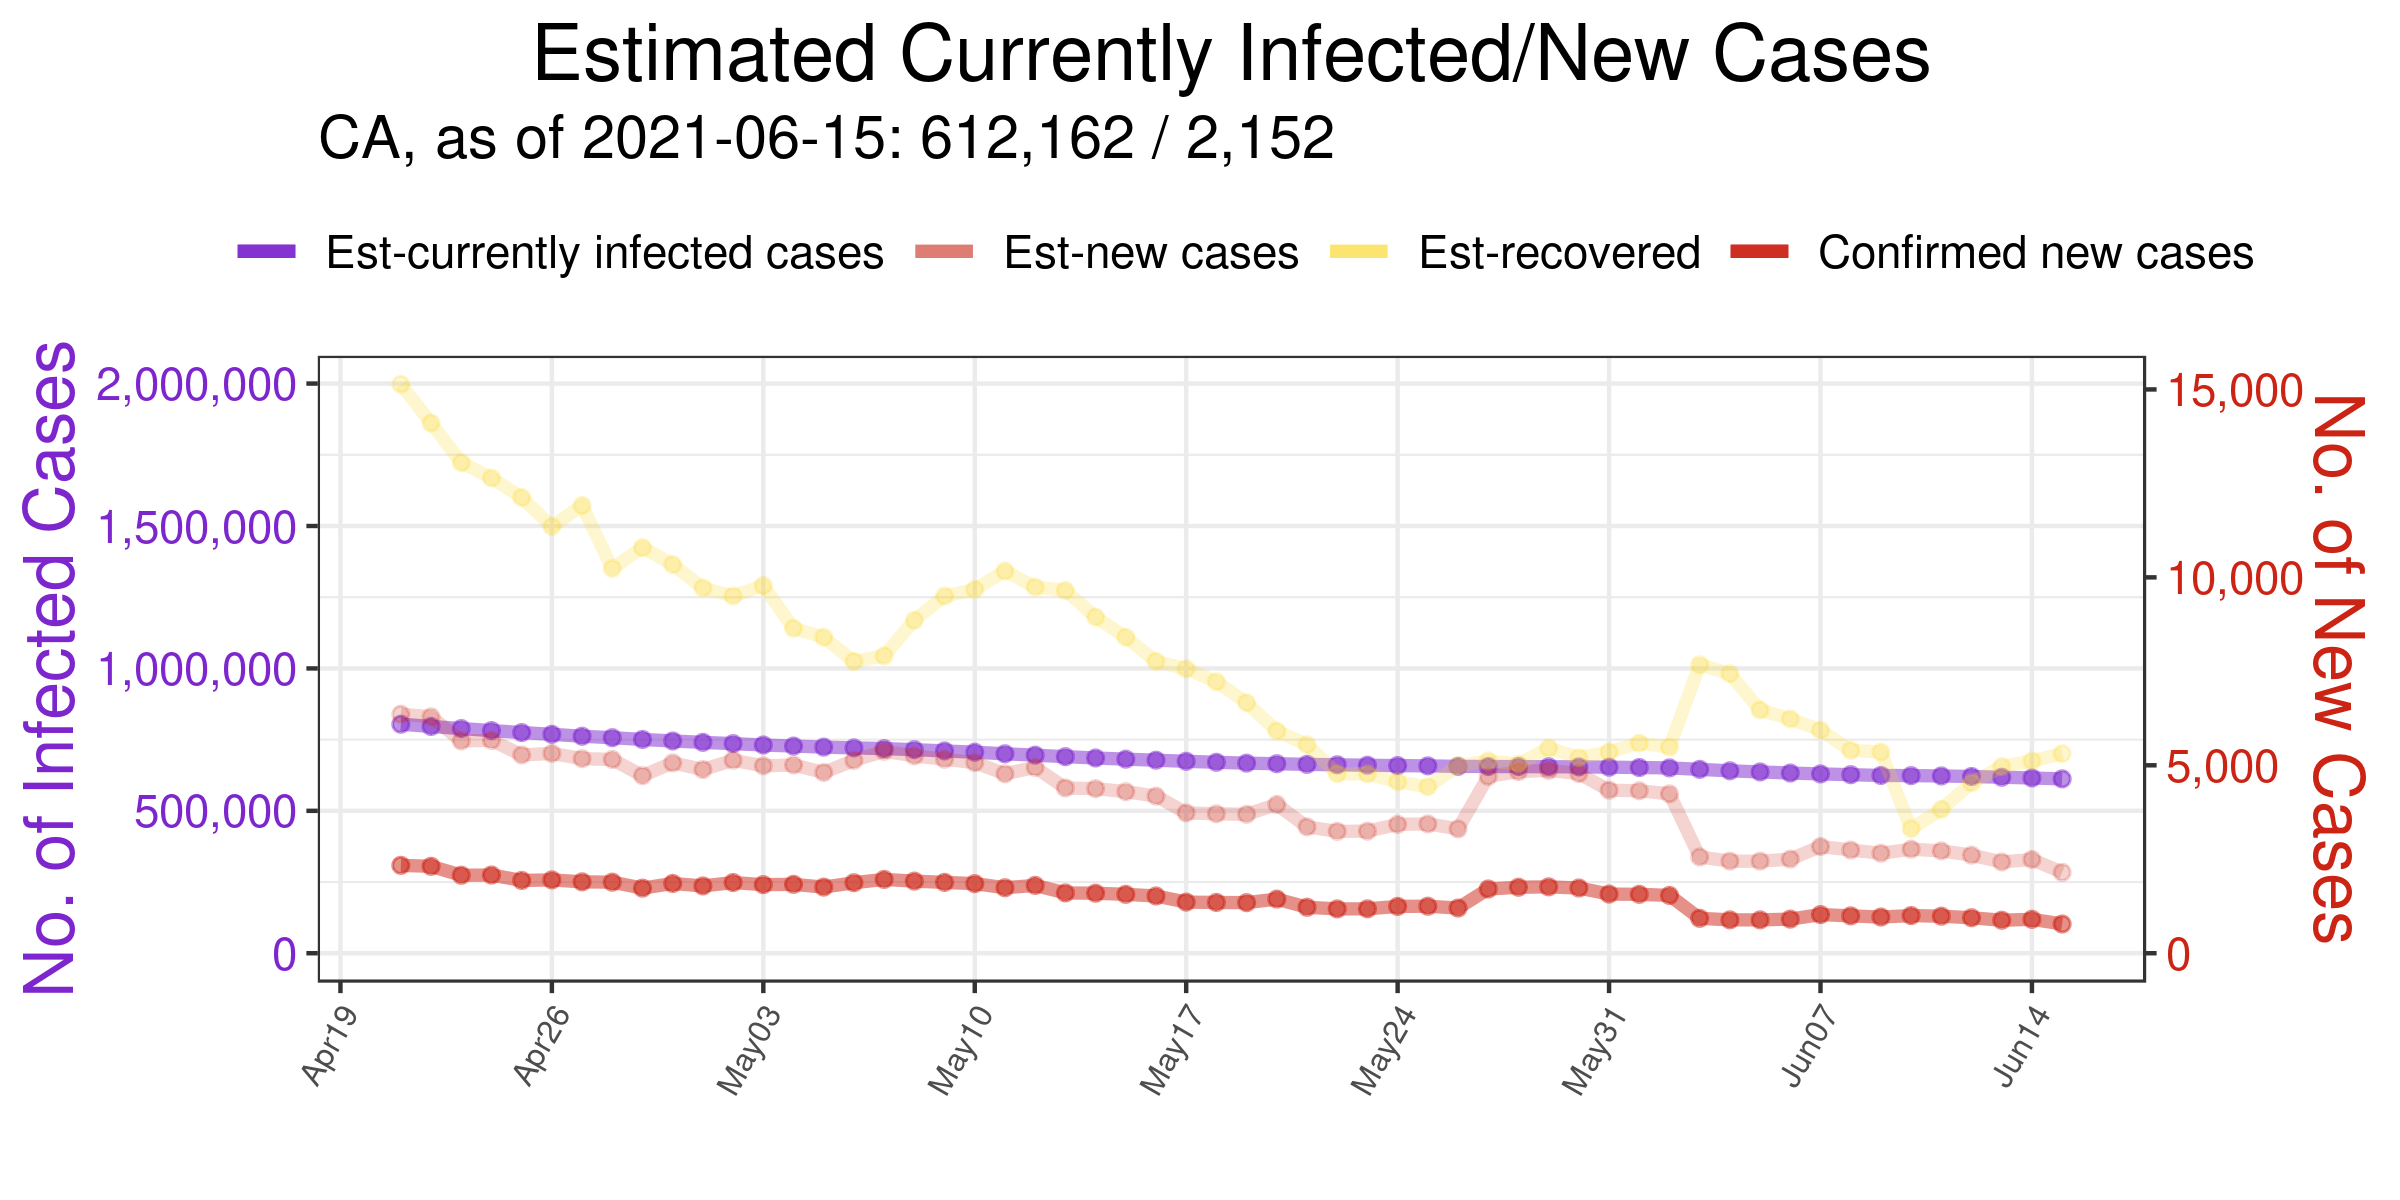 Estimated Currently Infected/New Cases
CA, as of 2021-06-15: 612,162 / 2,152
Est-currently infected cases Est-new cases Est-recovered Confirmed new cases
No. of Infected Cases
2,000,000
1,500,000
1,000,000
500,000
0
15,000
10,000
5,000
0
No. of New Cases
Apr19 Apr26 May03 May10 May17 May24 May31 Jun07 Jun14